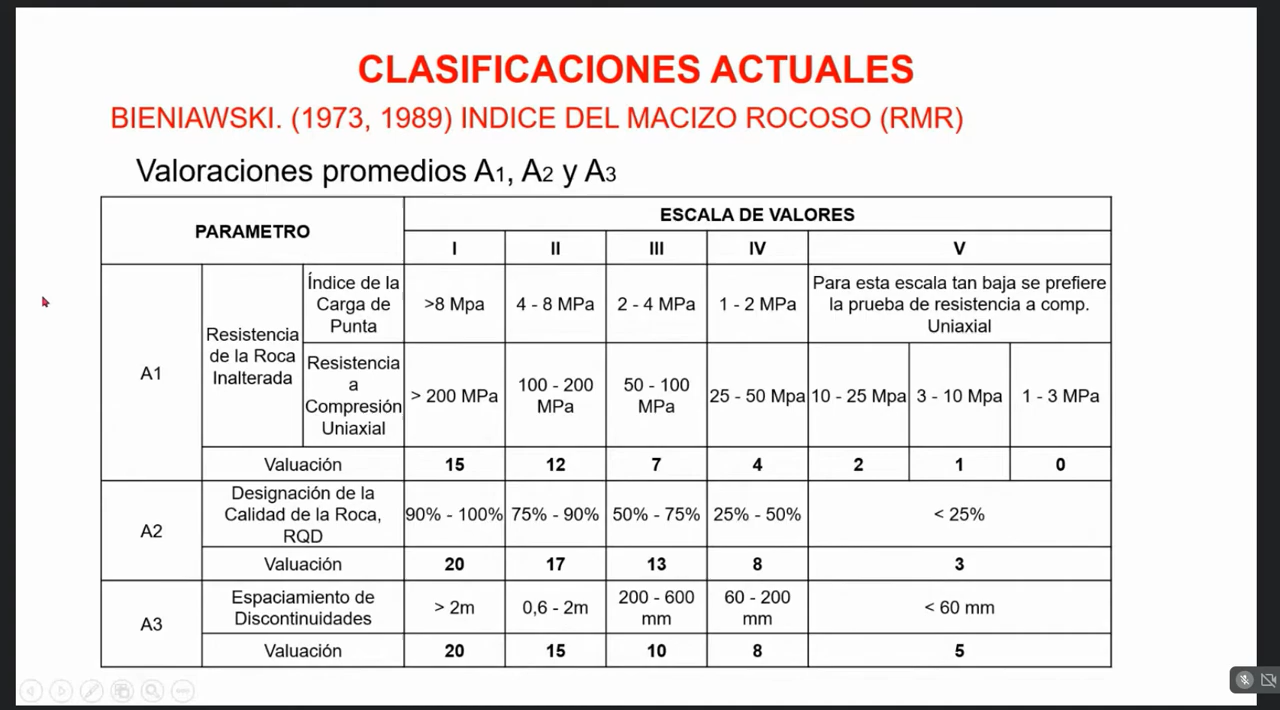 CLASIFICACIONES ACTUALES
BIENIAWSKI. (1973, 1989) INDICE DEL MACIZO ROCOSO (RMR)
Valoraciones promedios A1, A2 y A3
PARAMETRO
ESCALA DE VALORES
I
II
III
IV
V
A1
Resistencia
de la Roca
Inalterada
Índice de la
Carga de
Punta
>8 Mpa
4 - 8 MPa
2 - 4 MPa
1 - 2 MPa
Para esta escala tan baja se prefiere
la prueba de resistencia a comp.
Uniaxial
Resistencia
a
Compresión
Uniaxial
> 200 MPa
100 - 200
MPa
50 - 100
MPa
25 - 50 Mpa
10 - 25 Mpa
3 - 10 Mpa
1 - 3 MPa
Valuación
15
12
7
4
2
1
0
A2
Designación de la
Calidad de la Roca,
RQD
90% - 100%
75% - 90%
50% - 75%
25% - 50%
< 25%
Valuación
20
17
13
8
3
A3
Espaciamiento de
Discontinuidades
> 2m
0,6 - 2m
200 - 600
mm
60 - 200
mm
< 60 mm
Valuación
20
15
10
8
5